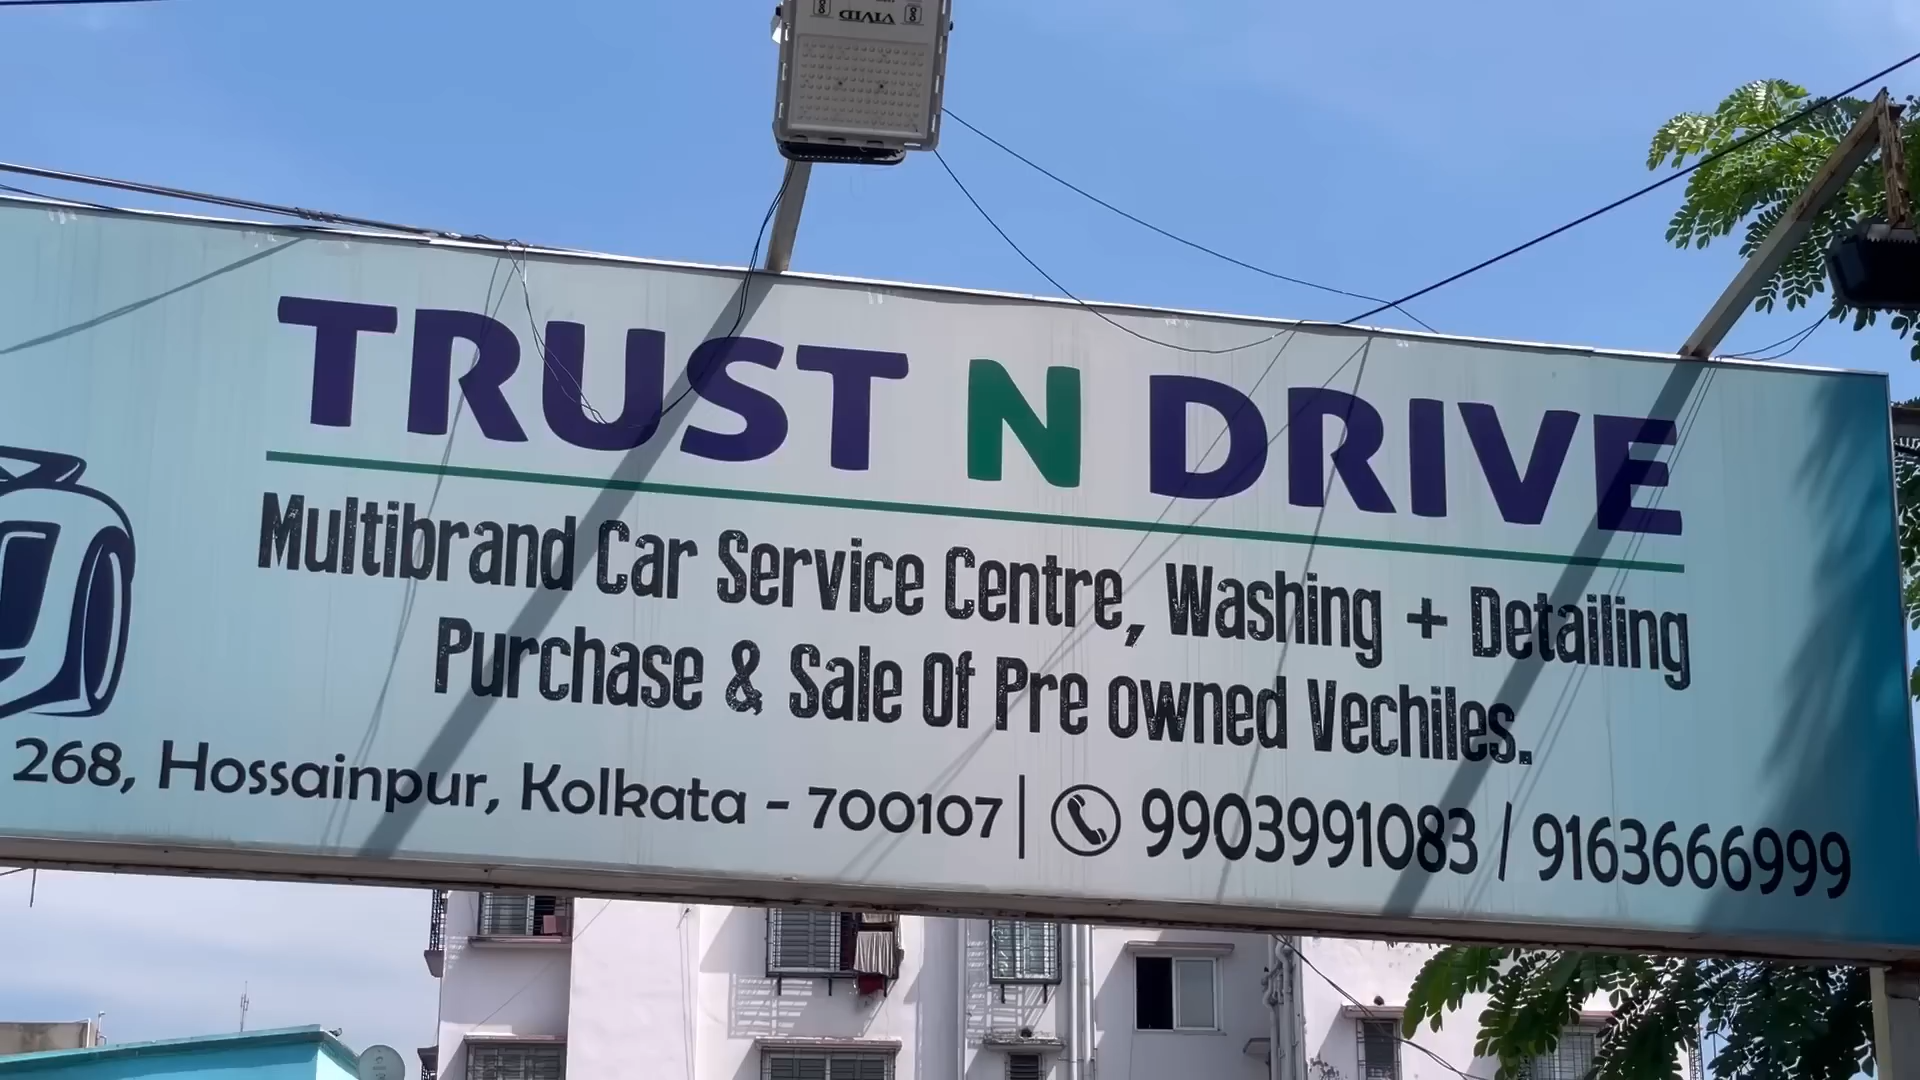 VIVID
TRUST N DRIVE
Multibrand Car Service Centre, Washing + Detailing
Purchase & Sale Of Pre owned Vechiles.
268, Hossainpur, Kolkata - 700107 | 9903991083 / 9163666999